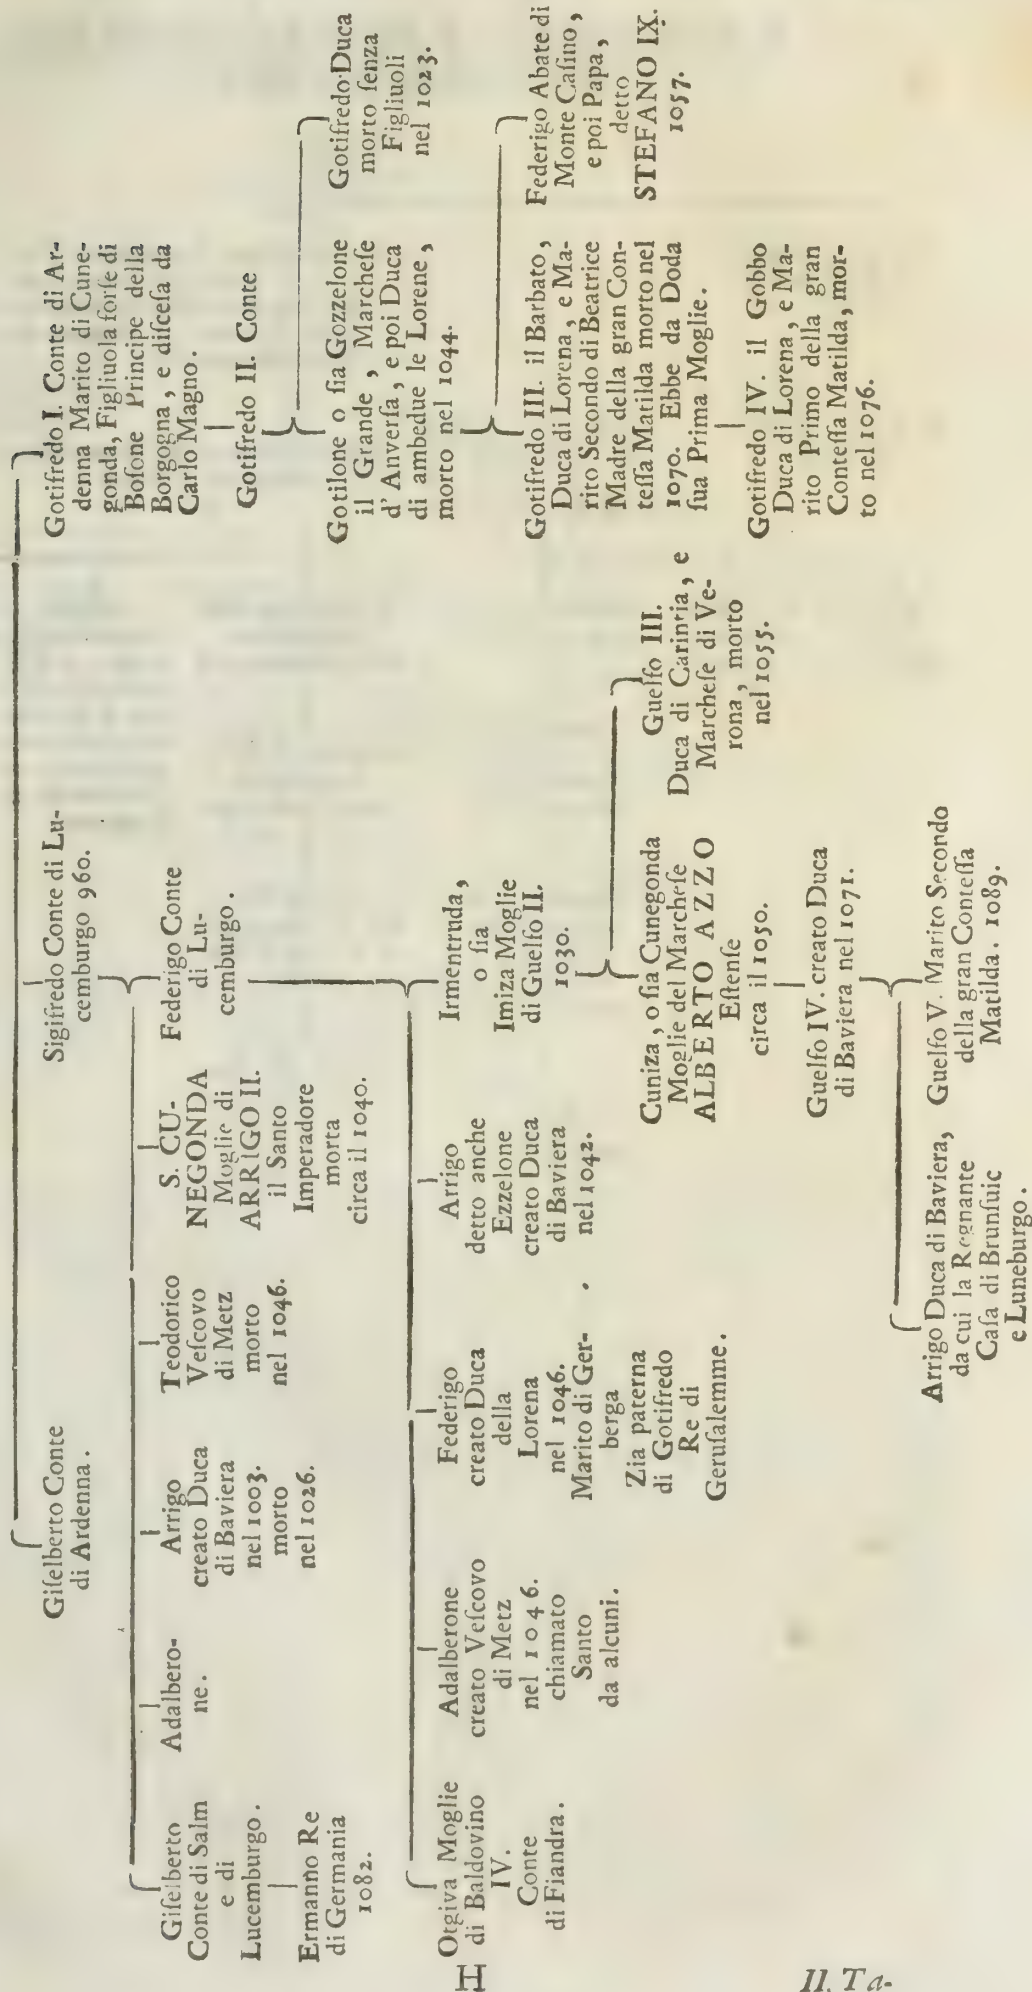 Giſelberto Conte
di Ardenna.
Sigifredo Conte di Lu-
cemburgo 960.
Gotifredo I. Conte di Ar-
denna Marito di Cune-
gonda, Figliuola forſe di
Boſone Principe della
Borgogna, e diſceſa da
Carlo Magno.
Giſelberto
Conte di Salm
e di
Lucemburgo.
Ermanno Re
di Germania
1082.
Adalbero-
ne.
Arrigo
creato Duca
di Baviera
nel 1003.
morto
nel 1026.
Teodorico
Veſcovo
di Metz
morto
nel 1046.
S. CU-
NEGONDA
Moglie di
ARRIGO II.
il Santo
Imperadore
morta
circa il 1040.
Federigo Conte
di Lu-
cemburgo.
Gotifredo II. Conte
Gotilone o ſia Gozzelone
il Grande, Marcheſe
d'Anverſa, e poi Duca
di ambedue le Lorene,
morto nel 1044.
Gotifredo Duca
morto ſenza
Figliuoli
nel 1023.
Otgiva Moglie
di Baldovino
IV.
Conte
di Fiandra.
Adalberone
creato Veſcovo
di Metz
nel 1046.
chiamato
Santo
da alcuni.
Federigo
creato Duca
della
Lorena
nel 1046.
Marito di Ger-
berga
Zia paterna
di Gotifredo
Re di
Geruſalemme.
Arrigo
detto anche
Ezzelone
creato Duca
di Baviera
nel 1042.
Irmentruda,
o ſia
Imiza Moglie
di Guelfo II.
1030.
Gotifredo III. il Barbato,
Duca di Lorena, e Ma-
rito Secondo di Beatrice
Madre della gran Con-
teſſa Matilda morto nel
1070. Ebbe da Doda
ſua Prima Moglie.
Federigo Abate di
Monte Caſino,
e poi Papa,
detto
STEFANO IX.
1057.
Cuniza, o ſia Cunegonda
Moglie del Marcheſe
ALBERTO AZZO
Eſtenſe
circa il 1050.
Guelfo III.
Duca di Carintia, e
Marcheſe di Ve-
rona, morto
nel 1055.
Gotifredo IV. il Gobbo
Duca di Lorena, e Ma-
rito Primo della gran
Conteſſa Matilda, mor-
to nel 1076.
Guelfo IV. creato Duca
di Baviera nel 1071.
Arrigo Duca di Baviera,
da cui la Regnante
Caſa di Brunſuic
e Luneburgo.
Guelfo V. Marito Secondo
della gran Conteſſa
Matilda. 1089.
H
II. Ta-